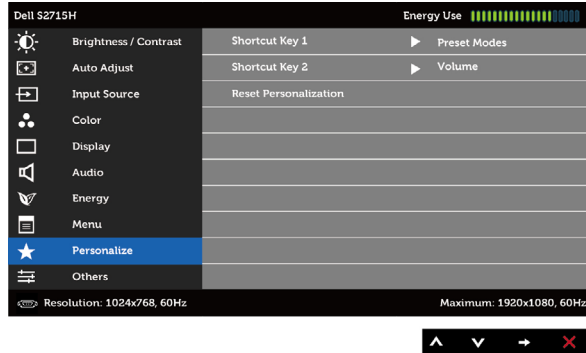 Dell S2715H Energy Use
Brightness / Contrast Shortcut Key 1 Preset Modes
Auto Adjust Shortcut Key 2 Volume
Input Source Reset Personalization
Color
Display
Audio
Energy
Menu
Personalize
Others
Resolution: 1024x768, 60Hz Maximum: 1920x1080, 60Hz